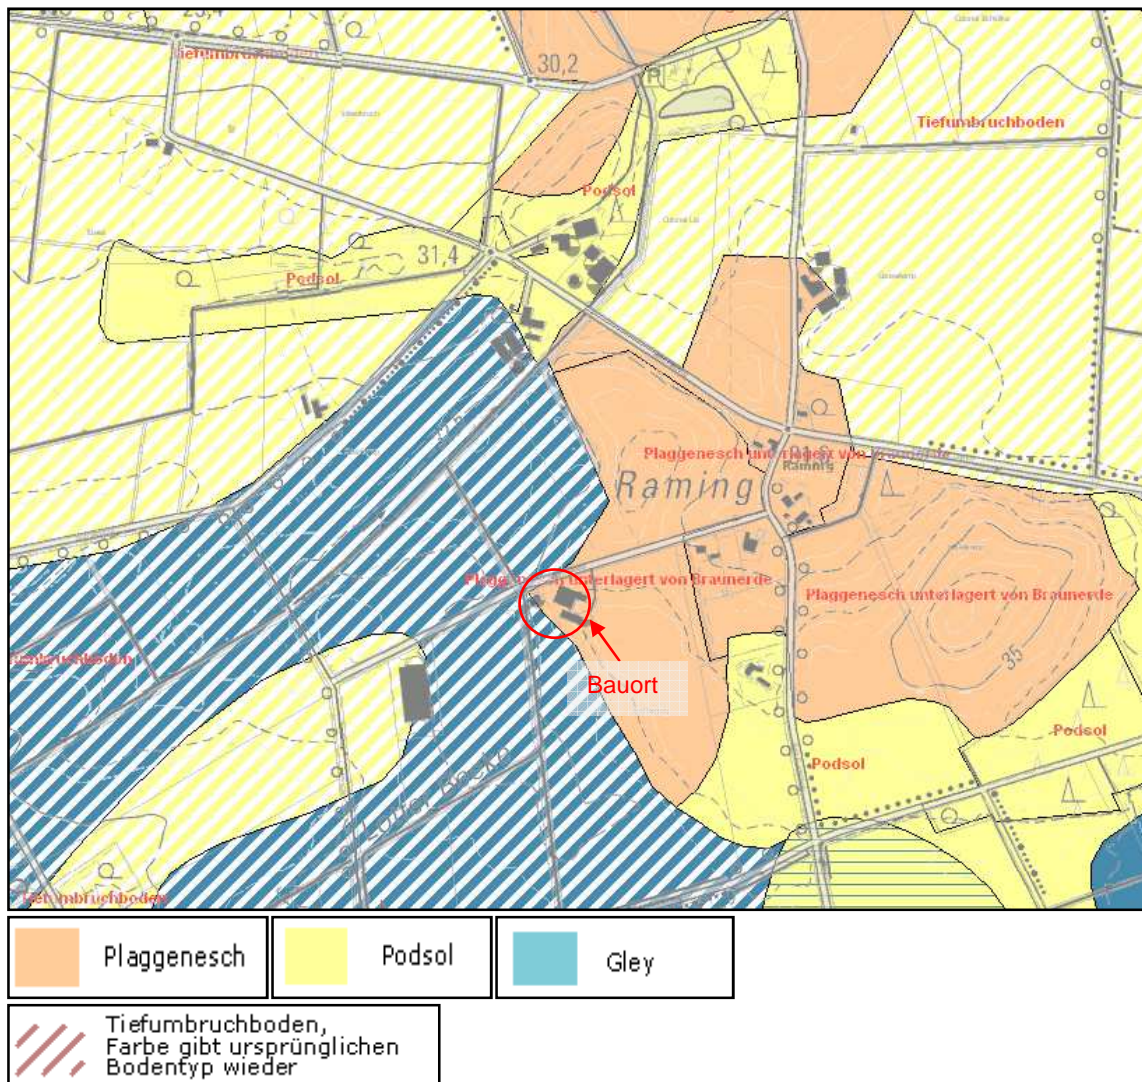 Tiefumbruchboden
30,2
Tiefumbruchboden
Podsol
31,4
Podsol
Plaggenesch unterlagert von Braunerde
Raming
Plaggenesch unterlagert von Braunerde
Plaggenesch unterlagert von Braunerde
35
Bauort
Podsol
Podsol
Tiefumbruchboden
Plaggenesch
Podsol
Gley
Tiefumbruchboden,
Farbe gibt ursprünglichen
Bodentyp wieder